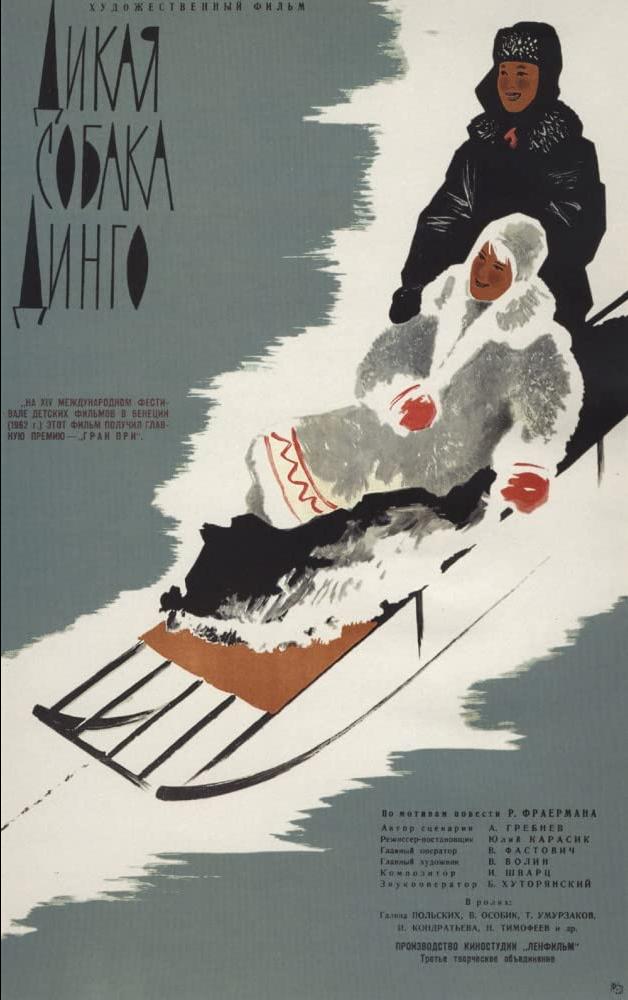 ХУДОЖЕСТВЕННЫЙ ФИЛЬМ
ДИКАЯ
СОБАКА
ДИНГО
„НА XIV МЕЖДУНАРОДНОМ ФЕСТИ-
ВАЛЕ ДЕТСКИХ ФИЛЬМОВ В ВЕНЕЦИИ
(1962 г.) ЭТОТ ФИЛЬМ ПОЛУЧИЛ ГЛАВ-
НУЮ ПРЕМИЮ — „ГРАН ПРИ".
По мотивам повести Р. ФРАЕРМАНА
Автор сценария А. ГРЕБНЕВ
Режиссер-постановщик Юлий КАРАСИК
Главный оператор В. ФАСТОВИЧ
Главный художник В. ВОЛИН
Композитор И. ШВАРЦ
Звукооператор Б. ХУТОРЯНСКИЙ
В ролях:
Галина ПОЛЬСКИХ, В. ОСОБИК, Т. УМУРЗАКОВ,
И. КОНДРАТЬЕВА, Н. ТИМОФЕЕВ и др.
ПРОИЗВОДСТВО КИНОСТУДИИ „ЛЕНФИЛЬМ"
Третье творческое объединение